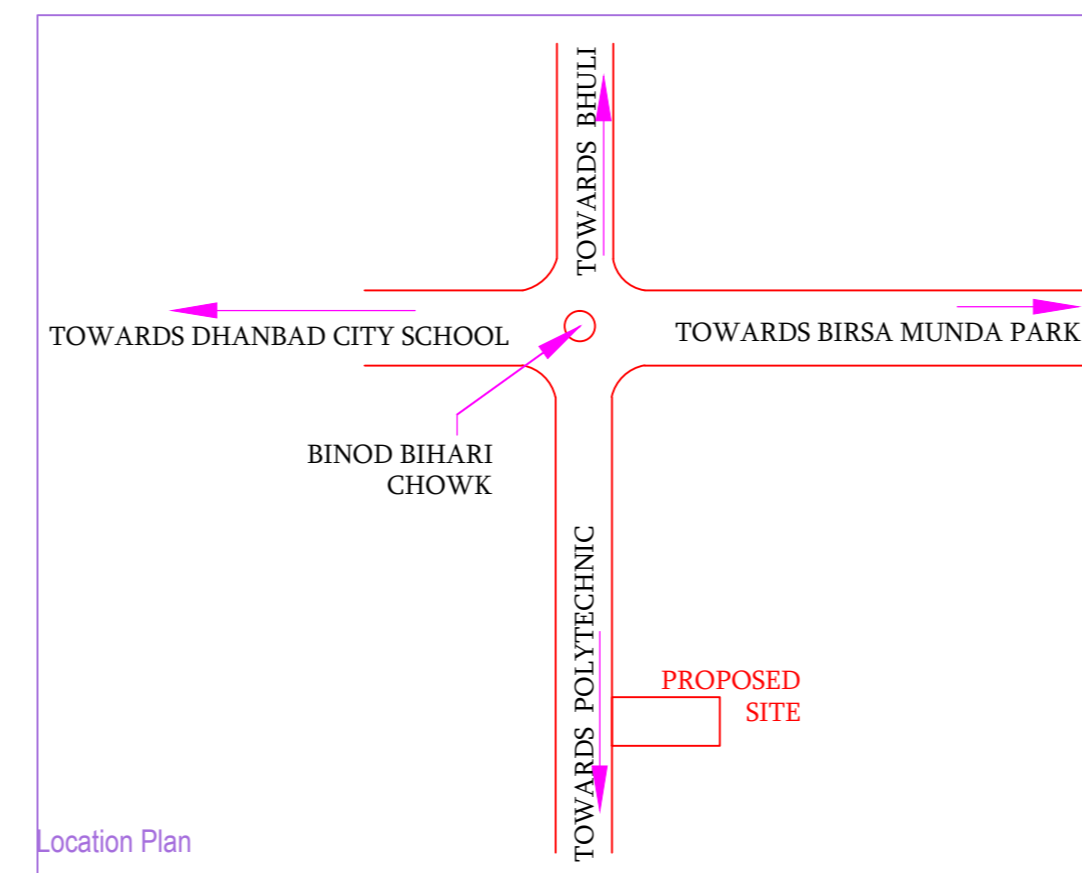 TOWARDS BHULI
TOWARDS DHANBAD CITY SCHOOL
TOWARDS BIRSA MUNDA PARK
BINOD BIHARI
CHOWK
TOWARDS POLYTECHNIC
PROPOSED
SITE
Location Plan